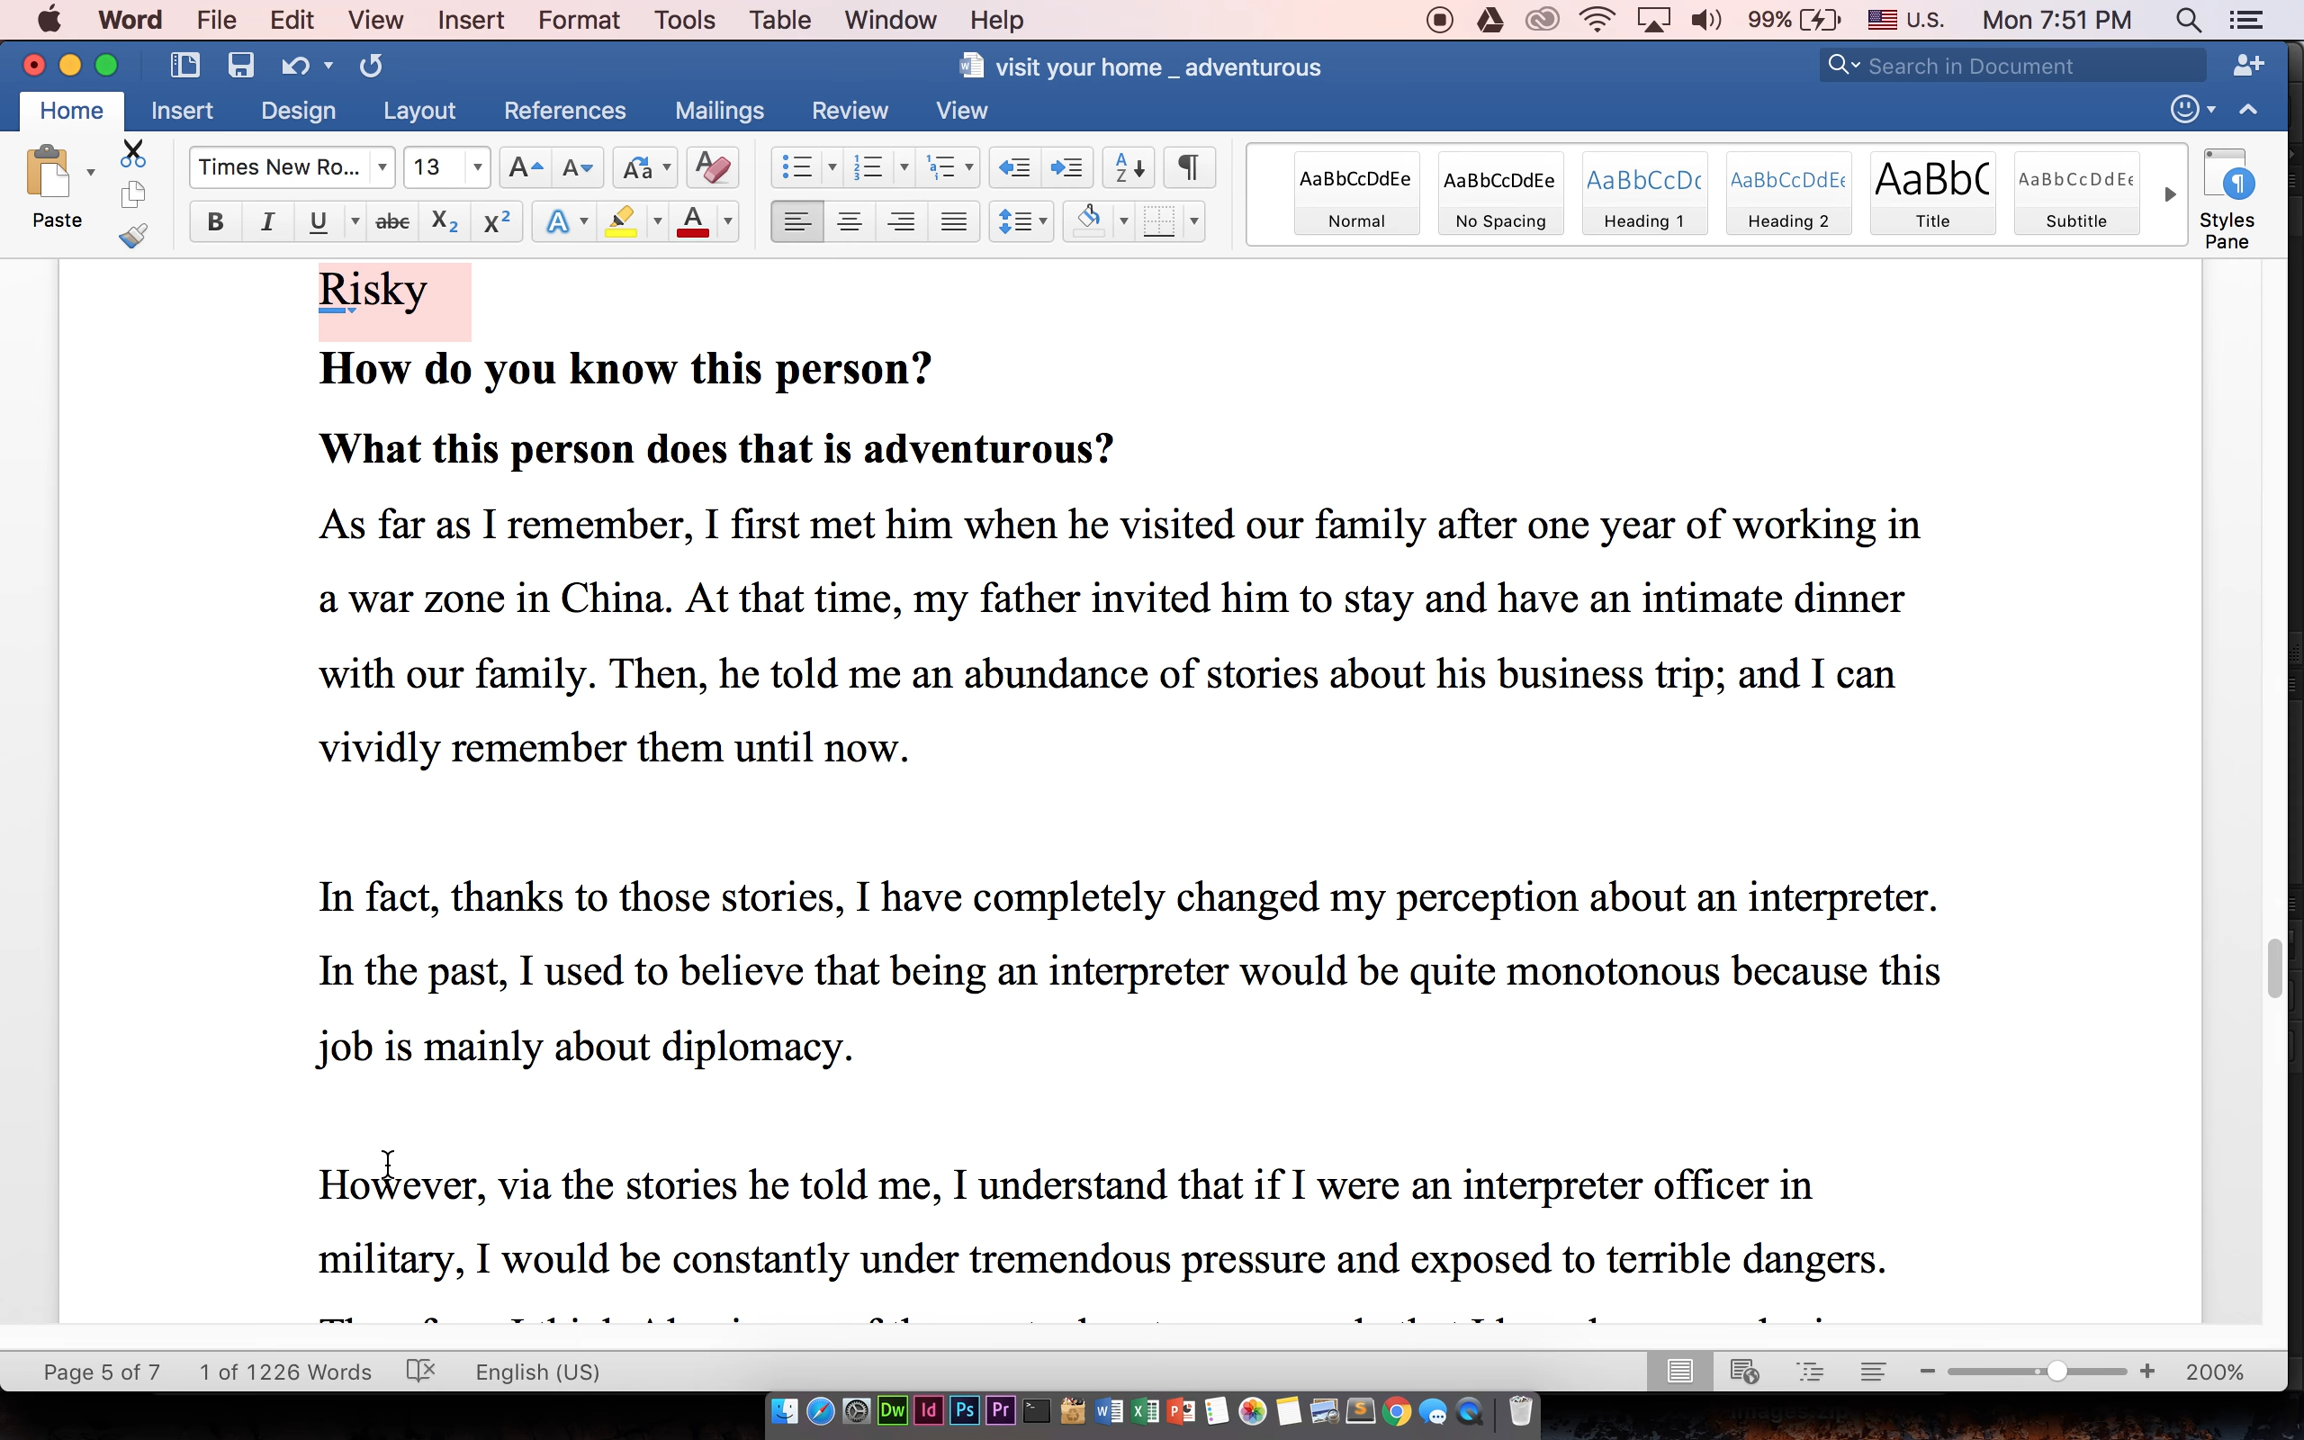 Word File Edit View Insert Format Tools Table Window Help 99% U.S. Mon 7:51 PM
visit your home _ adventurous Search in Document
Home Insert Design Layout References Mailings Review View
Paste Times New Ro... 13 AaBbCcDdEe AaBbCcDdEe AaBbCcDc AaBbCcDdEe AaBbC AaBbCcDdEe
Normal No Spacing Heading 1 Heading 2 Title Subtitle Styles Pane
Risky
How do you know this person?
What this person does that is adventurous?
As far as I remember, I first met him when he visited our family after one year of working in
a war zone in China. At that time, my father invited him to stay and have an intimate dinner
with our family. Then, he told me an abundance of stories about his business trip; and I can
vividly remember them until now.
In fact, thanks to those stories, I have completely changed my perception about an interpreter.
In the past, I used to believe that being an interpreter would be quite monotonous because this
job is mainly about diplomacy.
However, via the stories he told me, I understand that if I were an interpreter officer in
military, I would be constantly under tremendous pressure and exposed to terrible dangers.
Page 5 of 7 1 of 1226 Words English (US) 200%
Dw Id Ps Pr